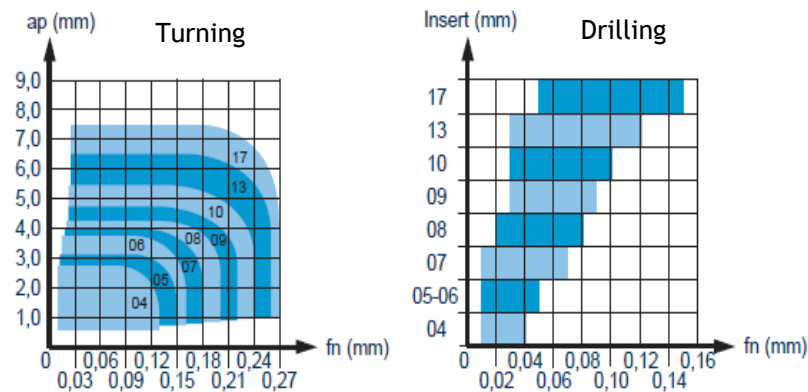 ap (mm)
Turning
9,0
8,0
7,0
6,0
5,0
4,0
3,0
2,0
1,0
17
13
10
09
08
07
06
05
04
0
0,06 0,12 0,18 0,24
0,03 0,09 0,15 0,21 0,27
fn (mm)
Insert (mm)
Drilling
17
13
10
09
08
07
05-06
04
0
0,04 0,08 0,12 0,16
0,02 0,10 0,14
fn (mm)